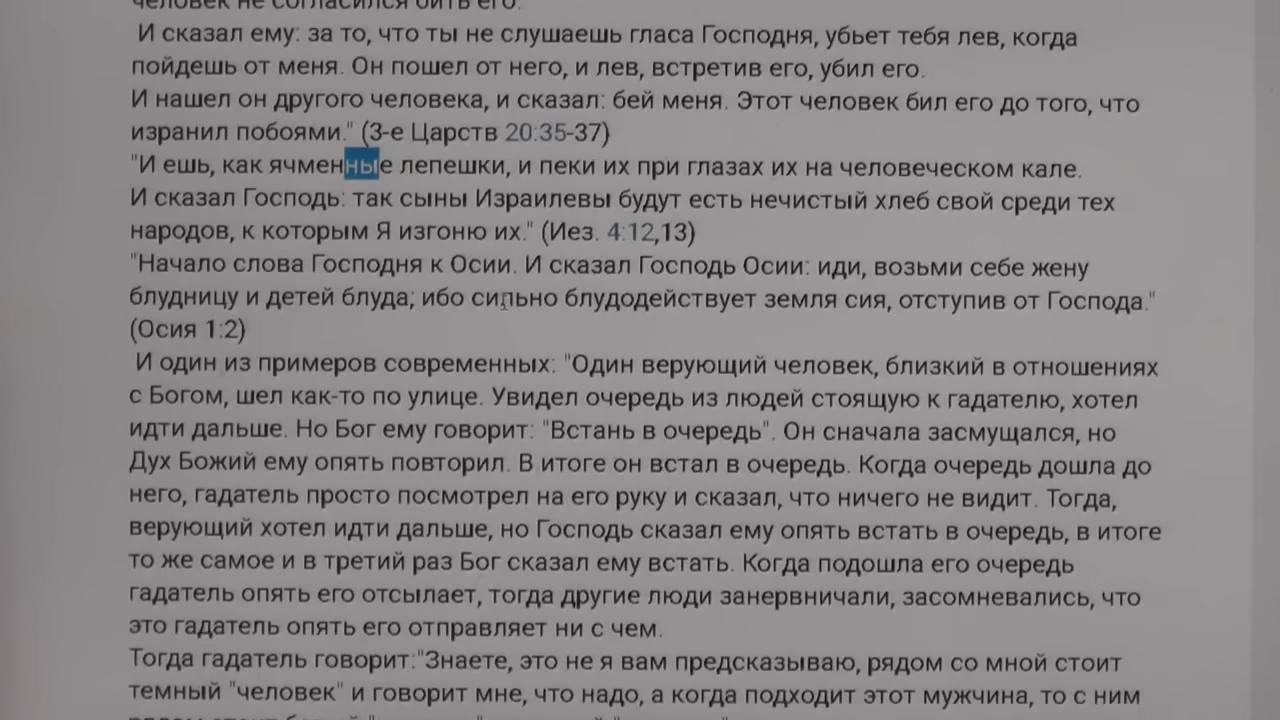 человек не согласился бить его.
И сказал ему: за то, что ты не слушаешь гласа Господня, убьет тебя лев, когда
пойдешь от меня. Он пошел от него, и лев, встретив его, убил его.
И нашел он другого человека, и сказал: бей меня. Этот человек бил его до того, что
изранил побоями." (3-е Царств 20:35-37)
"И ешь, как ячменные лепешки, и пеки их при глазах их на человеческом кале.
И сказал Господь: так сыны Израилевы будут есть нечистый хлеб свой среди тех
народов, к которым Я изгоню их." (Иез. 4:12,13)
"Начало слова Господня к Осии. И сказал Господь Осии: иди, возьми себе жену
блудницу и детей блуда; ибо сильно блудодействует земля сия, отступив от Господа."
(Осия 1:2)
И один из примеров современных: "Один верующий человек, близкий в отношениях
с Богом, шел как-то по улице. Увидел очередь из людей стоящую к гадателю, хотел
идти дальше. Но Бог ему говорит: "Встань в очередь". Он сначала засмущался, но
Дух Божий ему опять повторил. В итоге он встал в очередь. Когда очередь дошла до
него, гадатель просто посмотрел на его руку и сказал, что ничего не видит. Тогда,
верующий хотел идти дальше, но Господь сказал ему опять встать в очередь, в итоге
то же самое и в третий раз Бог сказал ему встать. Когда подошла его очередь
гадатель опять его отсылает, тогда другие люди занервничали, засомневались, что
это гадатель опять его отправляет ни с чем.
Тогда гадатель говорит:"Знаете, это не я вам предсказываю, рядом со мной стоит
темный "человек" и говорит мне, что надо, а когда подходит этот мужчина, то с ним